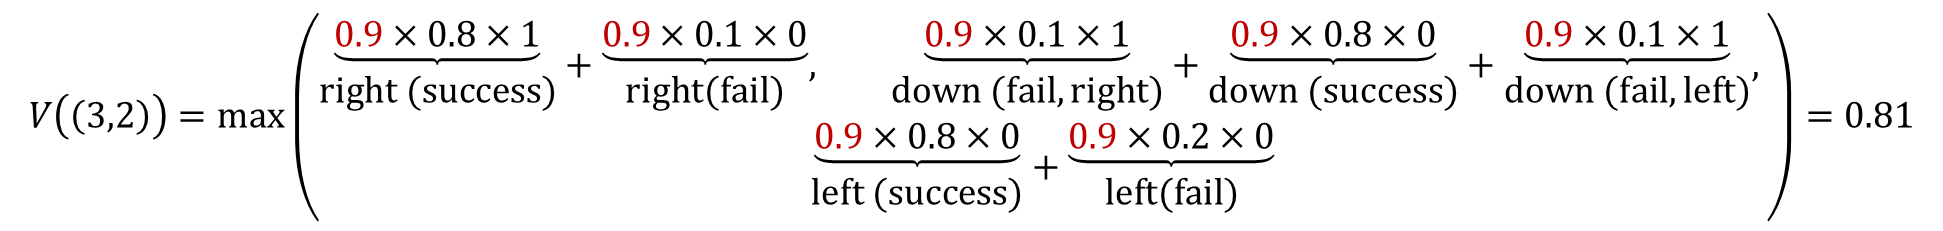 V((3,2)) = max ( 0.9 × 0.8 × 1 + 0.9 × 0.1 × 0, 0.9 × 0.1 × 1 + 0.9 × 0.8 × 0 + 0.9 × 0.1 × 1, ) = 0.81
right (success) right(fail) down (fail, right) down (success) down (fail, left)
0.9 × 0.8 × 0 + 0.9 × 0.2 × 0
left (success) left(fail)